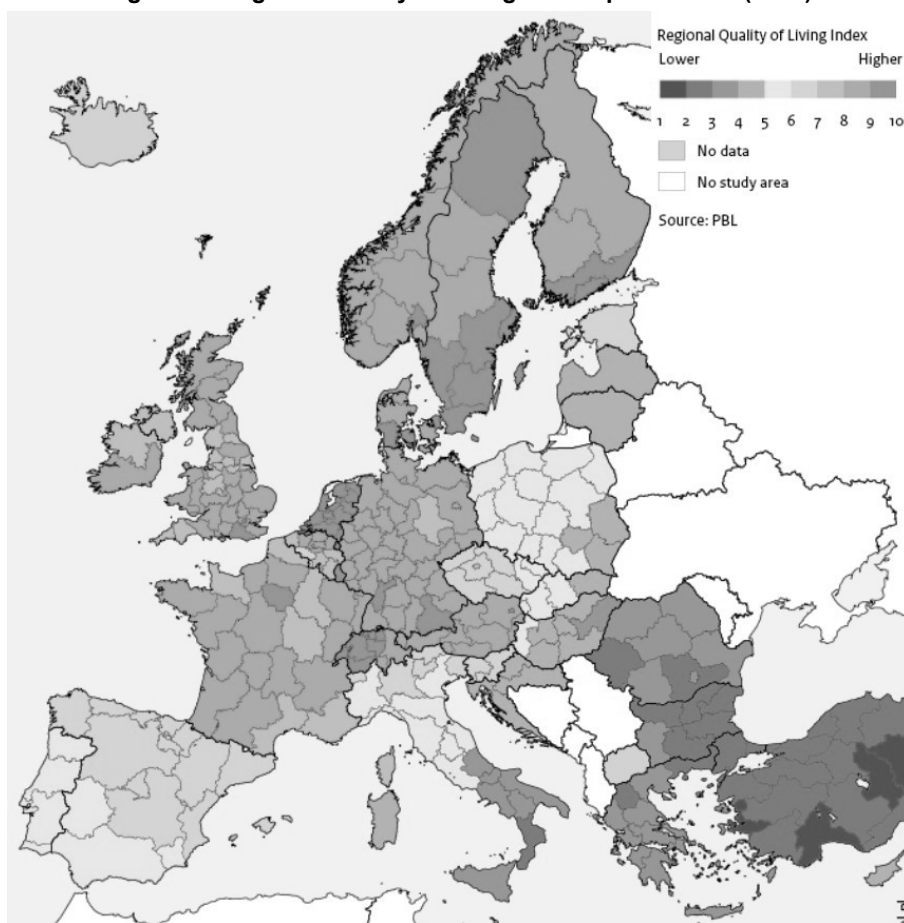 Regional Quality of Living Index
Lower Higher
1 2 3 4 5 6 7 8 9 10
No data
No study area
Source: PBL